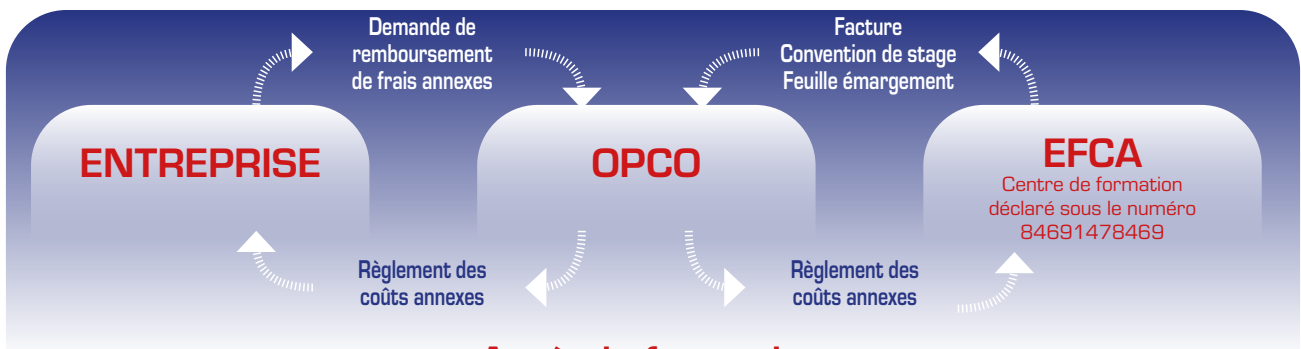 Demande de
remboursement
de frais annexes
Facture
Convention de stage
Feuille émargement
ENTREPRISE
OPCO
EFCA
Centre de formation
déclaré sous le numéro
84691478469
Règlement des
coûts annexes
Règlement des
coûts annexes